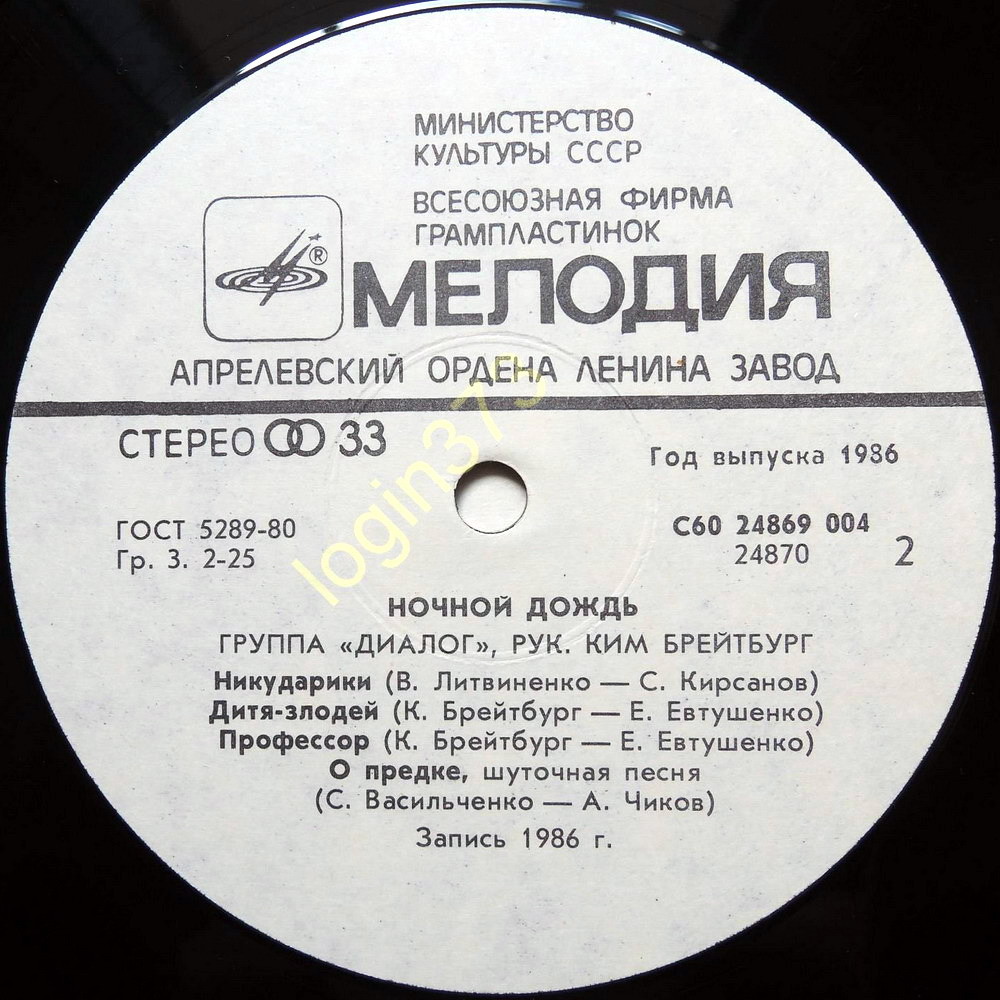 МИНИСТЕРСТВО
КУЛЬТУРЫ СССР
ВСЕСОЮЗНАЯ ФИРМА
ГРАМПЛАСТИНОК
®
МЕЛОДИЯ
АПРЕЛЕВСКИЙ ОРДЕНА ЛЕНИНА ЗАВОД
СТЕРЕО 33
Год выпуска 1986
ГОСТ 5289-80
Гр. 3. 2-25
С60 24869 004
24870
2
login373
НОЧНОЙ ДОЖДЬ
ГРУППА «ДИАЛОГ», РУК. КИМ БРЕЙТБУРГ
Никударики (В. Литвиненко — С. Кирсанов)
Дитя-злодей (К. Брейтбург — Е. Евтушенко)
Профессор (К. Брейтбург — Е. Евтушенко)
О предке, шуточная песня
(С. Васильченко — А. Чиков)
Запись 1986 г.